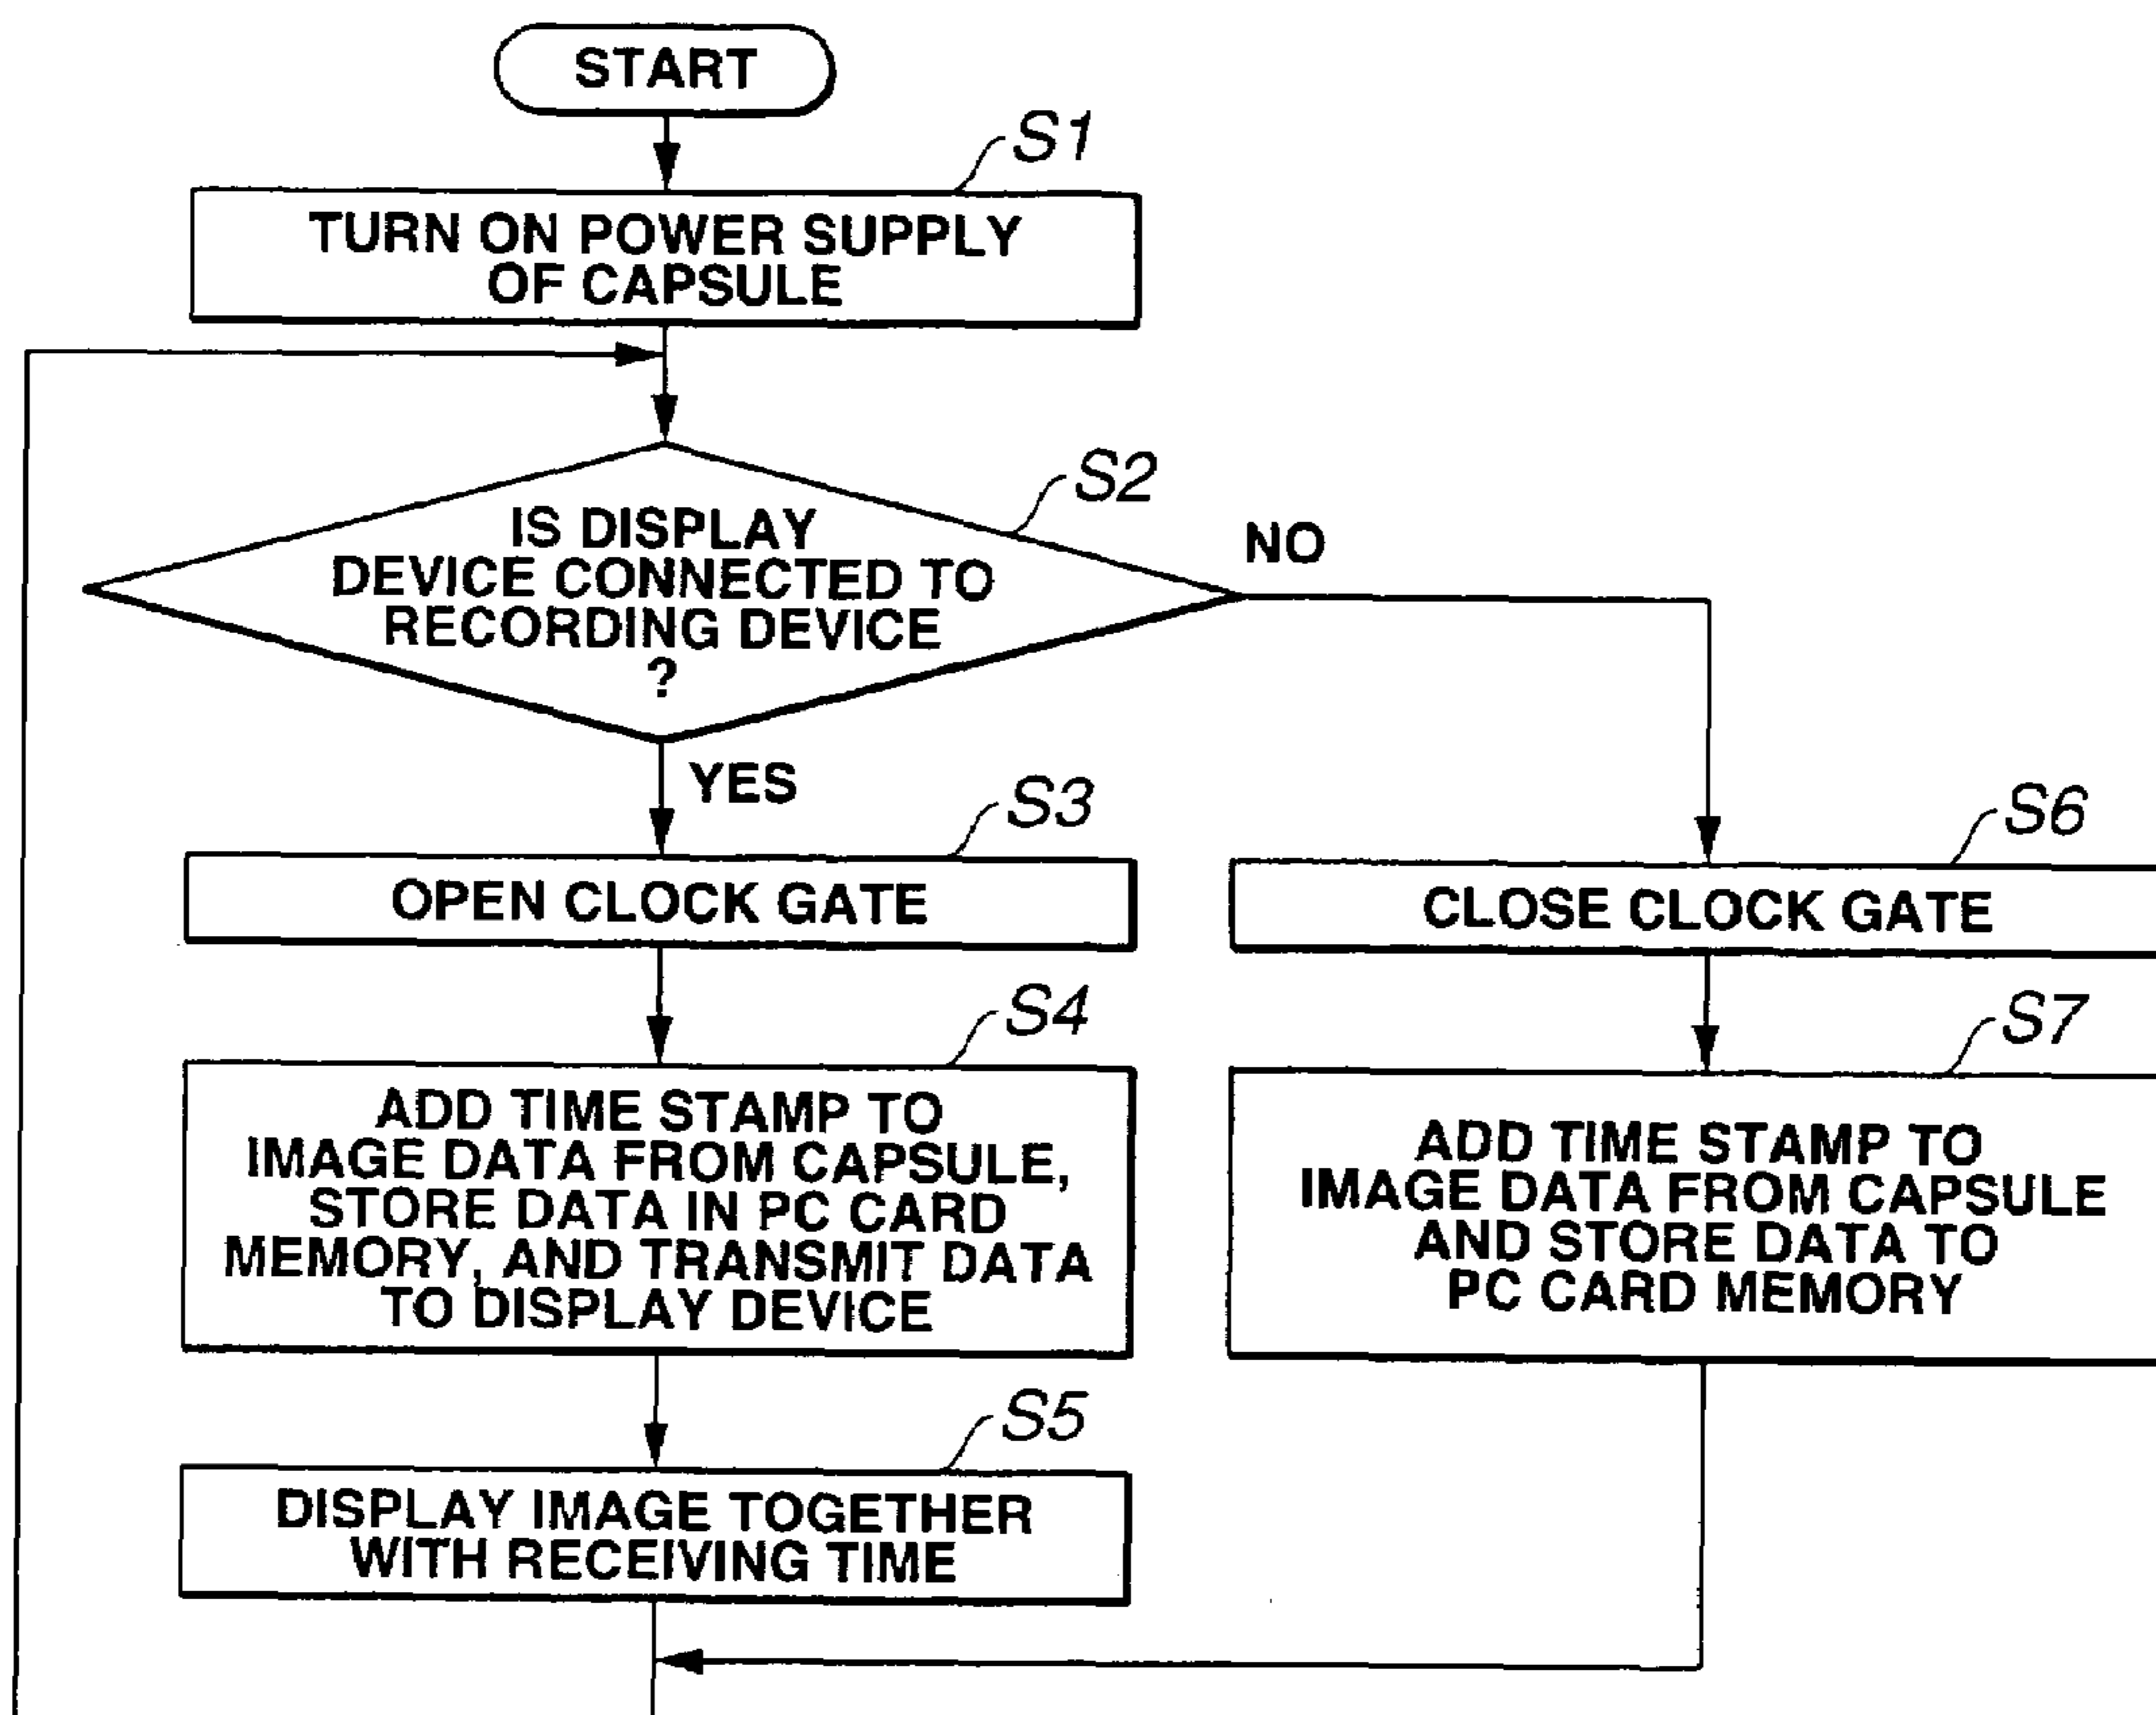 START
S1
TURN ON POWER SUPPLY
OF CAPSULE
S2
IS DISPLAY
DEVICE CONNECTED TO
RECORDING DEVICE
?
NO
YES
S3
OPEN CLOCK GATE
S6
CLOSE CLOCK GATE
S4
ADD TIME STAMP TO
IMAGE DATA FROM CAPSULE,
STORE DATA IN PC CARD
MEMORY, AND TRANSMIT DATA
TO DISPLAY DEVICE
S7
ADD TIME STAMP TO
IMAGE DATA FROM CAPSULE
AND STORE DATA TO
PC CARD MEMORY
S5
DISPLAY IMAGE TOGETHER
WITH RECEIVING TIME